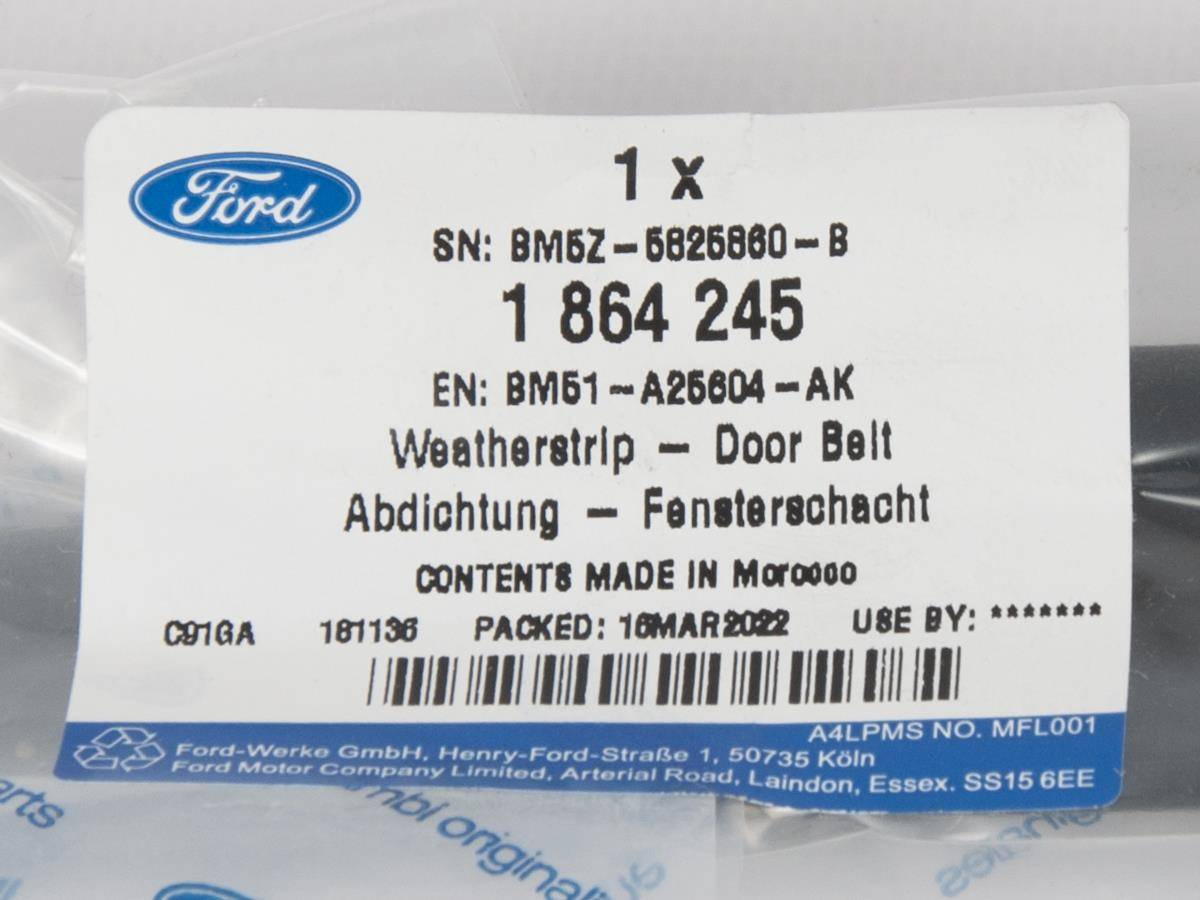 Ford
1 x
SN: BM5Z-5825860-B
1 864 245
EN: BM51-A25604-AK
Weatherstrip - Door Belt
Abdichtung - Fensterschacht
CONTENTS MADE IN Morocco
C91GA 181136 PACKED: 16MAR2022 USE BY: *******
A4LPMS NO. MFL001
Ford-Werke GmbH, Henry-Ford-Straße 1, 50735 Köln
Ford Motor Company Limited, Arterial Road, Laindon, Essex. SS15 6EE